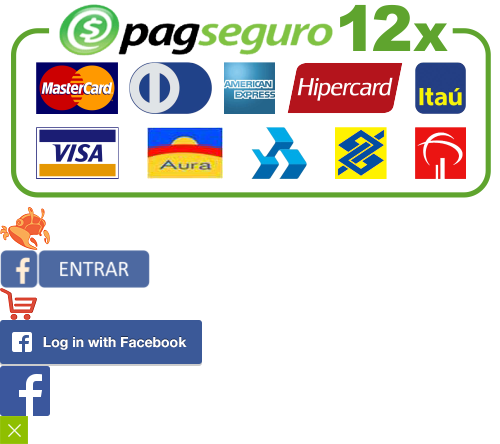 pagseguro 12x
MasterCard
AMERICAN EXPRESS
Hipercard
Itaú
VISA
Aura
f ENTRAR
f Log in with Facebook
f